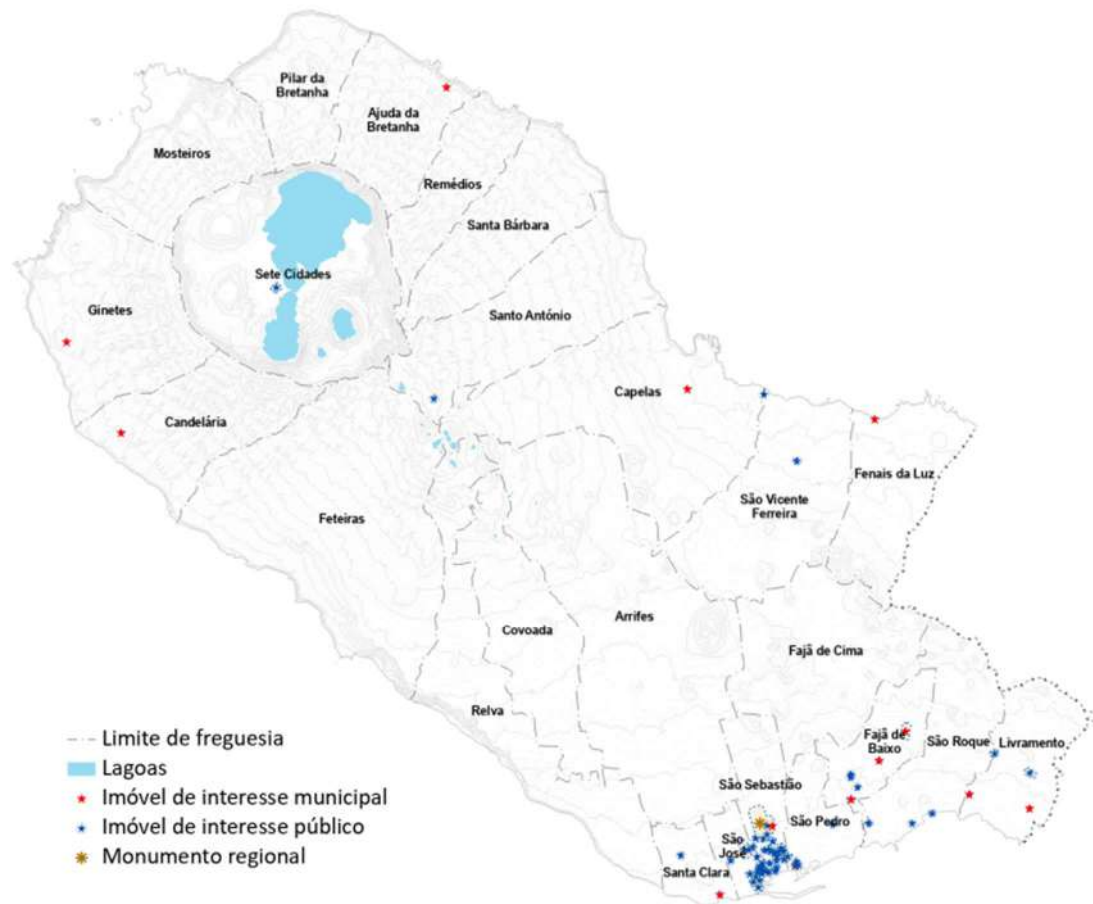 Pilar da
Bretanha
Ajuda da
Bretanha
Mosteiros
Remédios
Santa Bárbara
Sete Cidades
Ginetes
Santo António
Capelas
Candelária
Fenais da Luz
São Vicente
Ferreira
Feteiras
Covoada
Arrifes
Fajã de Cima
Relva
Fajã de
Baixo
São Roque
Livramento
São Sebastião
São Pedro
São
José
Santa Clara
Limite de freguesia
Lagoas
Imóvel de interesse municipal
Imóvel de interesse público
Monumento regional